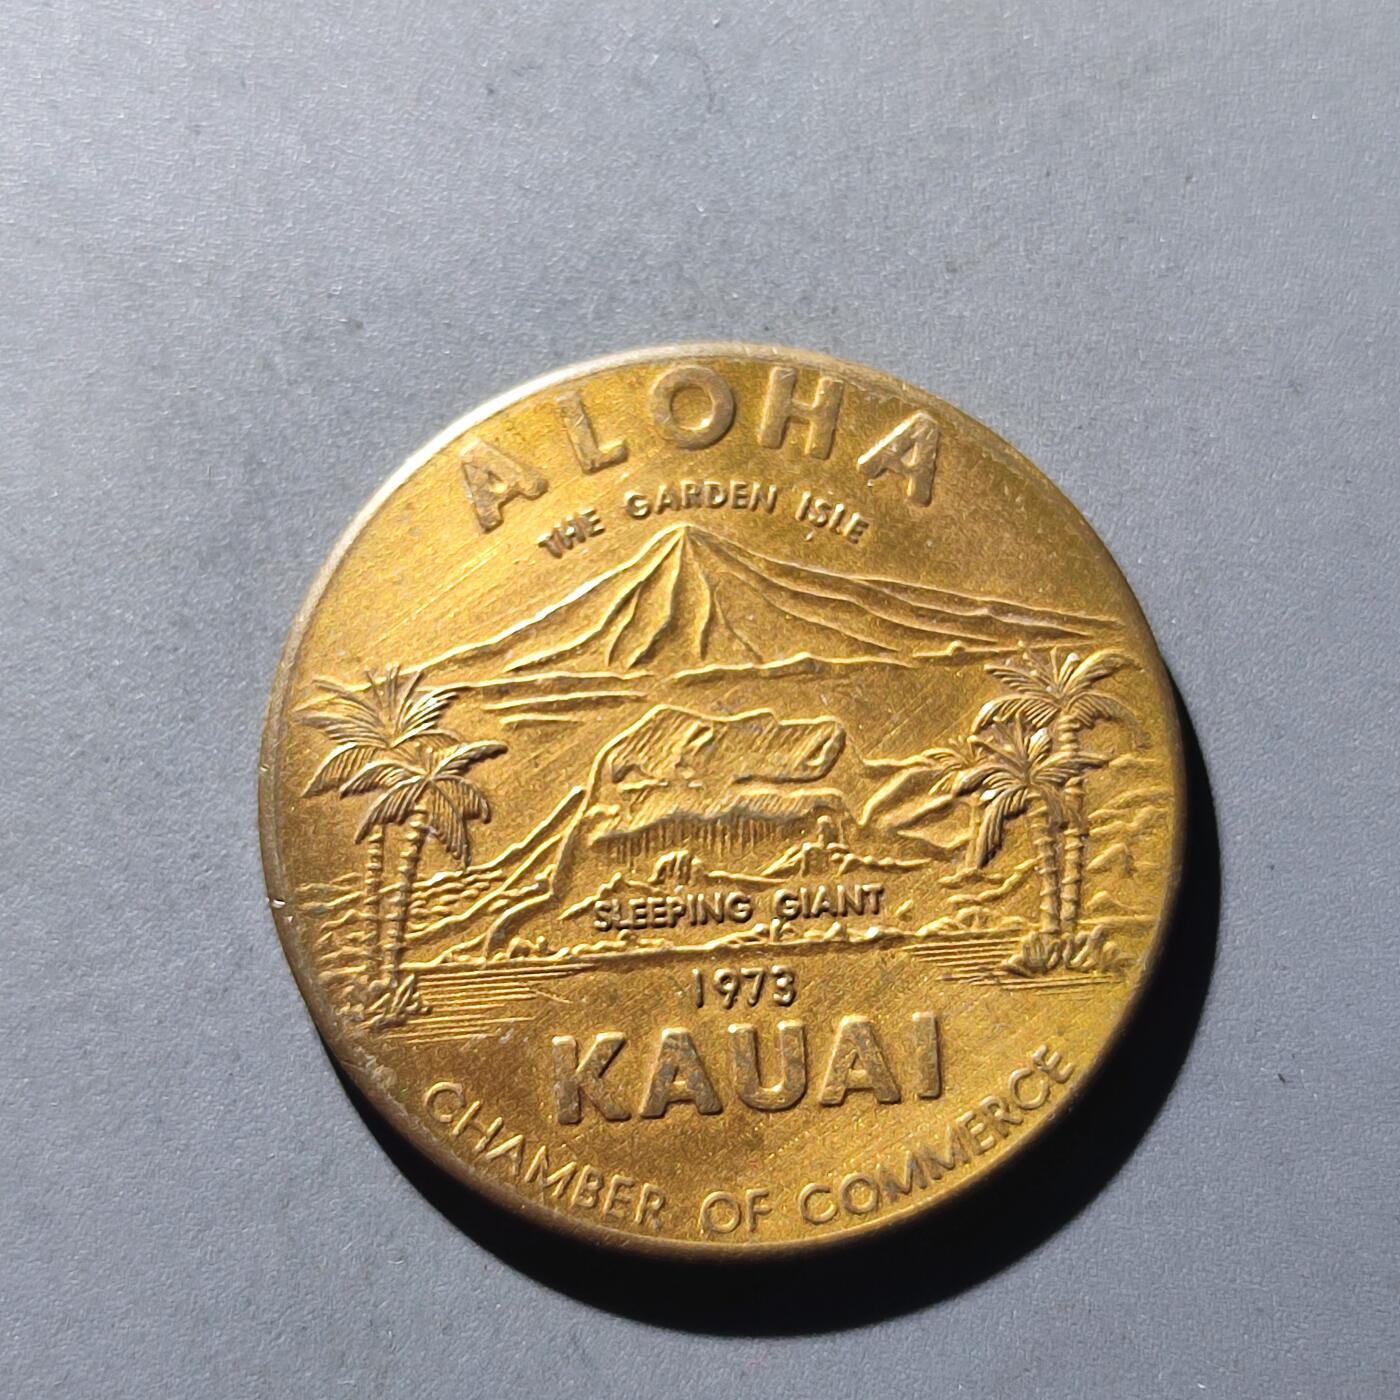 ALOHA
THE GARDEN ISLE
SLEEPING GIANT
1973
KAUAI
CHAMBER OF COMMERCE